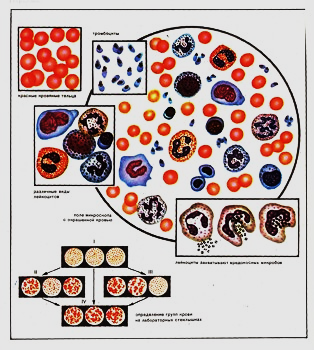 тромбоциты
красные кровяные тельца
различные виды
лейкоцитов
поле микроскопа
с окрашенной кровью
лейкоциты захватывают вредоносных микробов
I
II
III
IV
определение групп крови
на лабораторных стеклышках